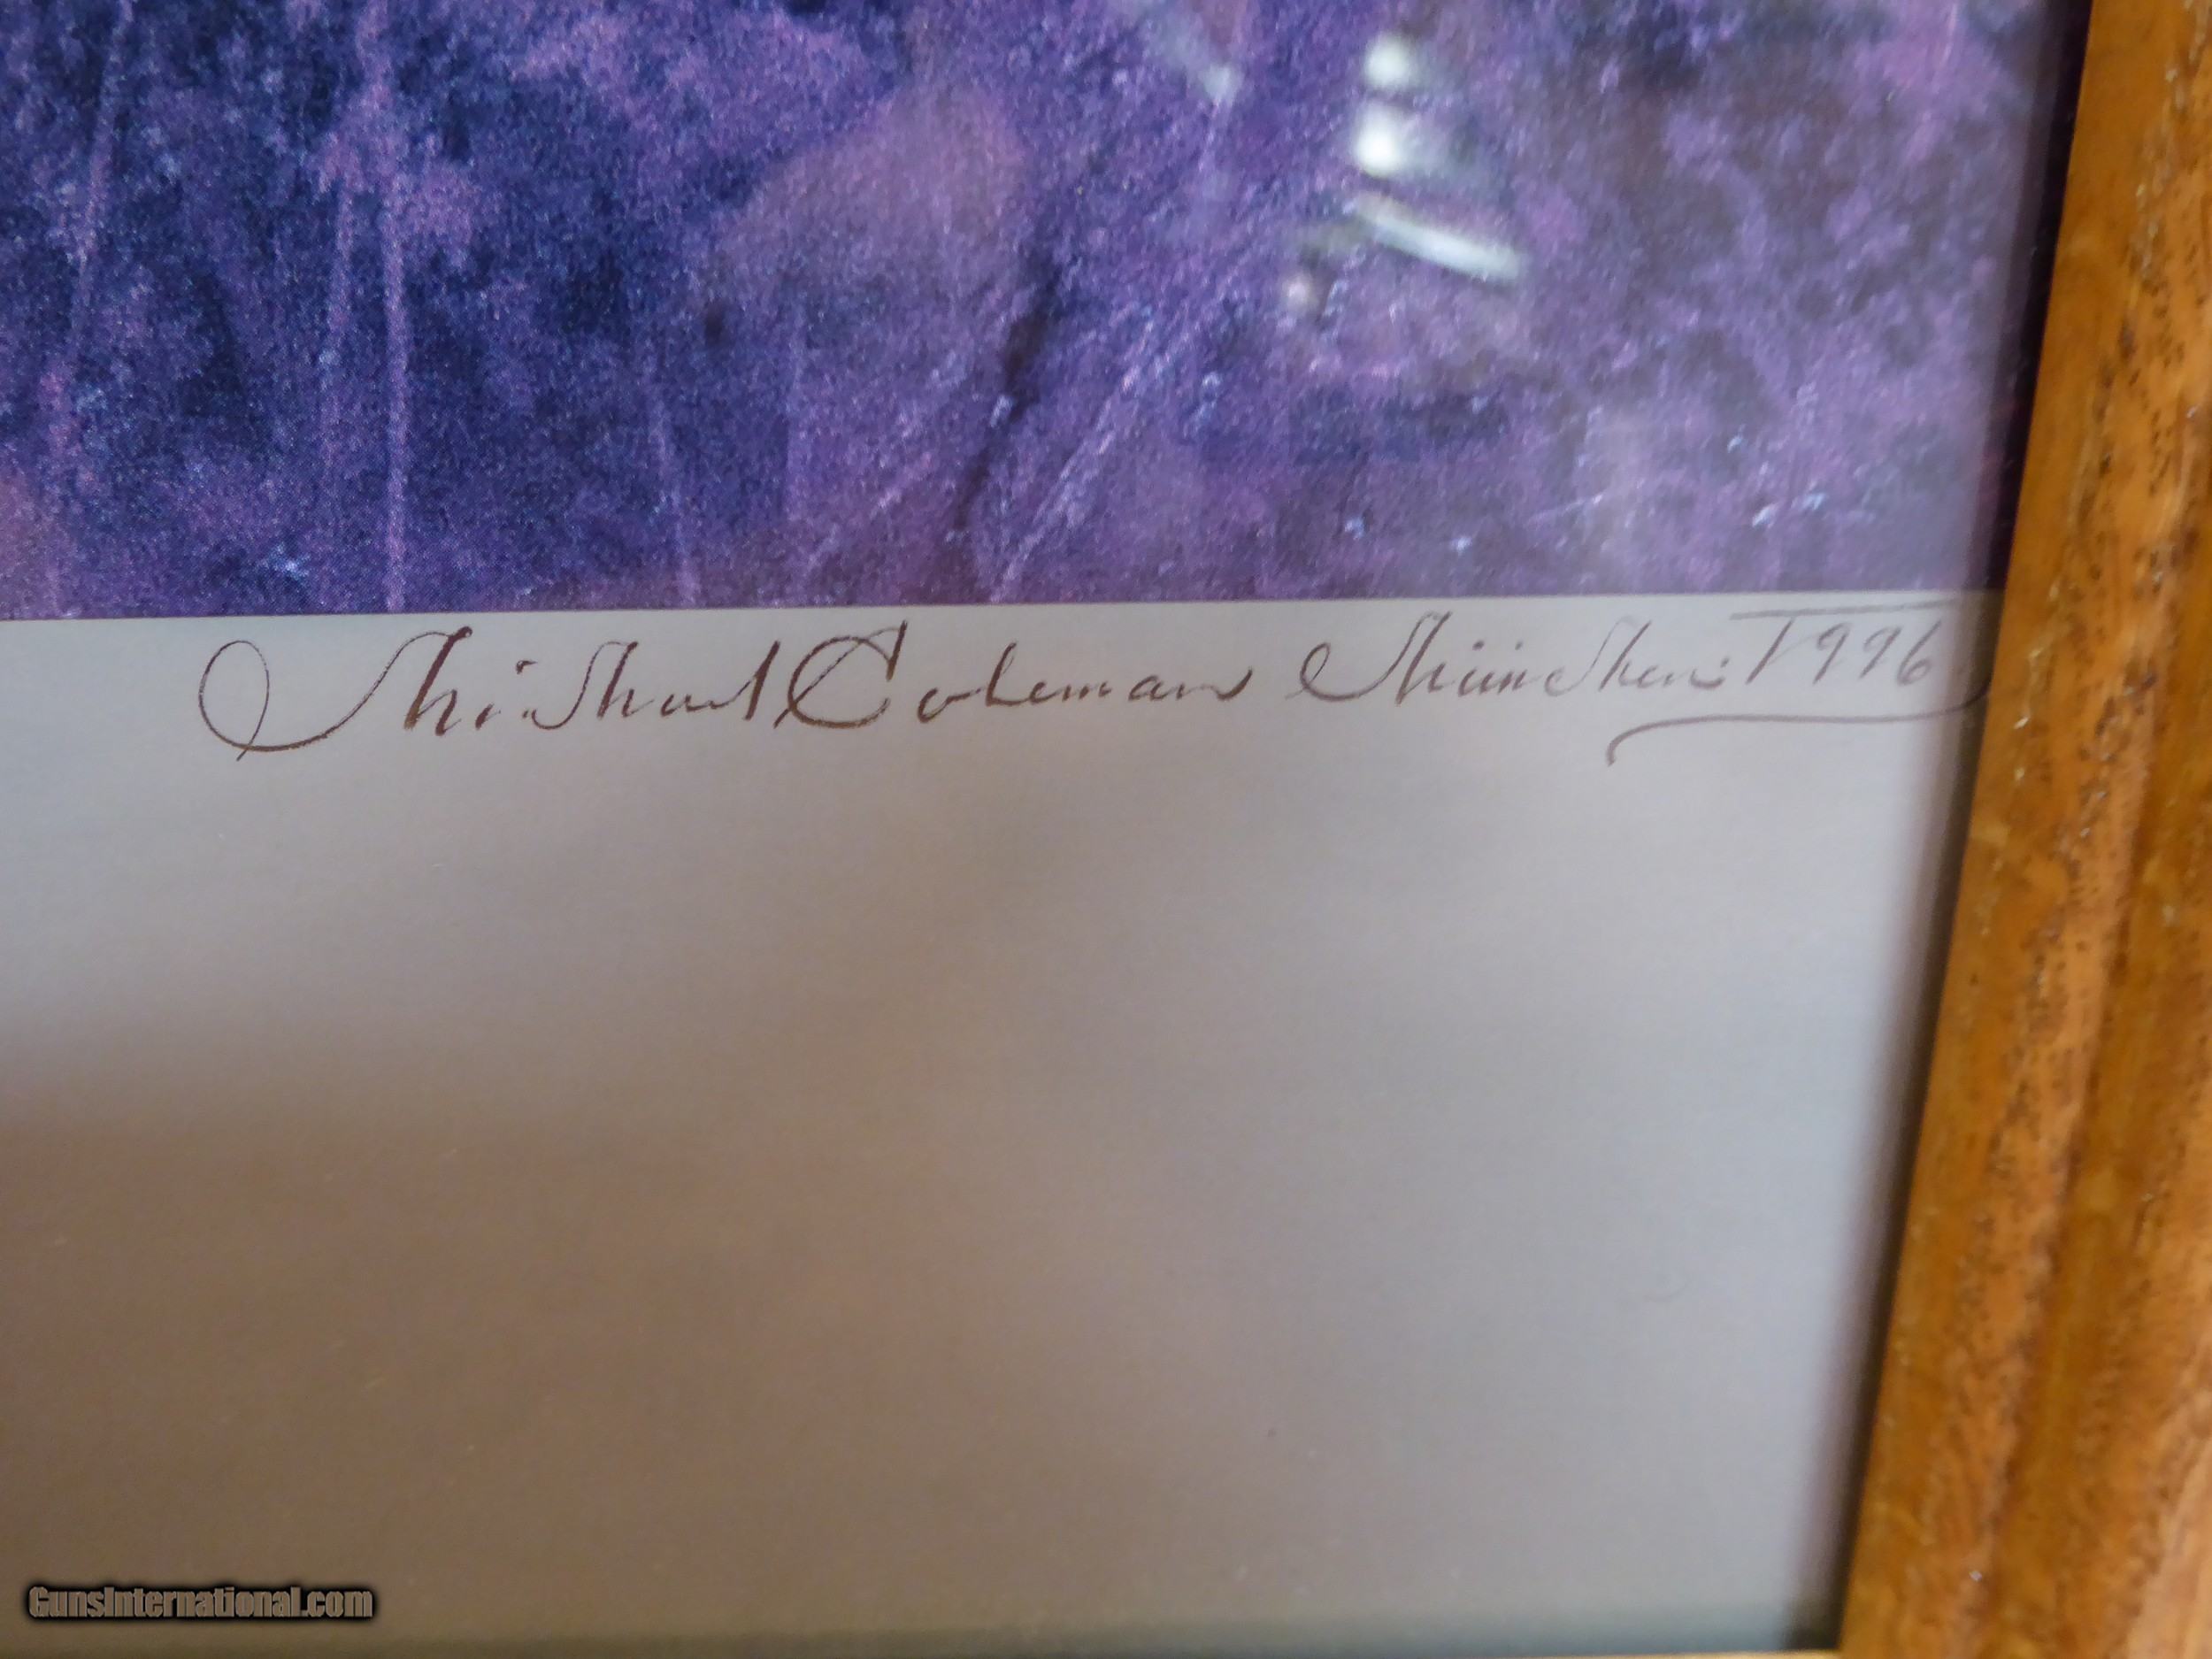 Michael Coleman München 1996
GunsInternational.com